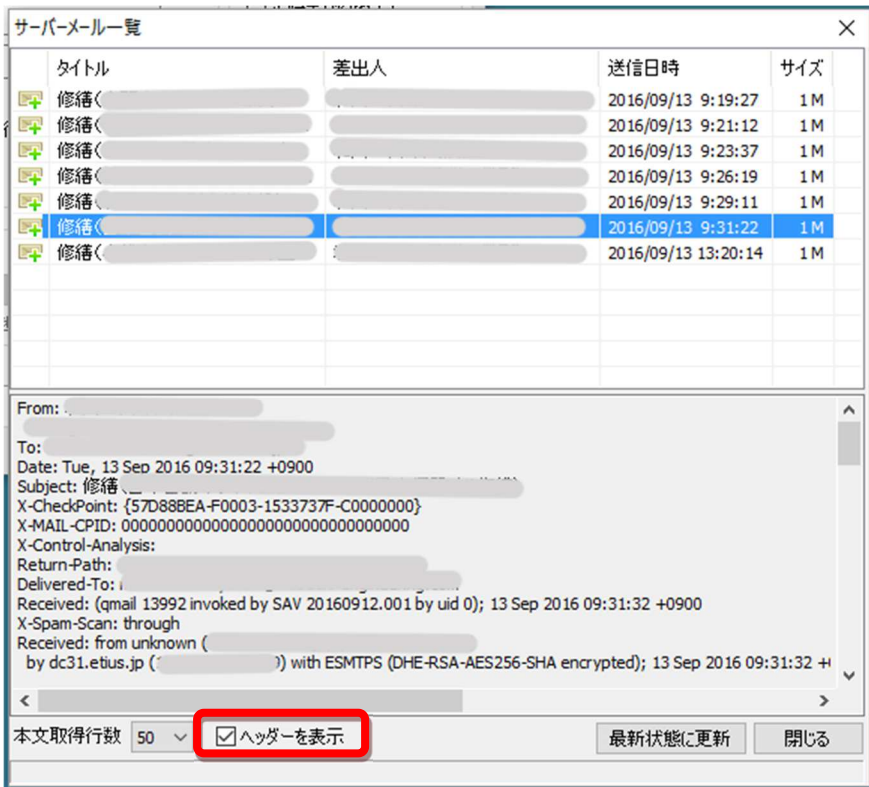 サーバーメール一覧
タイトル 差出人 送信日時 サイズ
修繕( 2016/09/13 9:19:27 1 M
修繕( 2016/09/13 9:21:12 1 M
修繕( 2016/09/13 9:23:37 1 M
修繕( 2016/09/13 9:26:19 1 M
修繕( 2016/09/13 9:29:11 1 M
修繕( 2016/09/13 9:31:22 1 M
修繕( 2016/09/13 13:20:14 1 M
From:
To:
Date: Tue, 13 Sep 2016 09:31:22 +0900
Subject: 修繕(
X-CheckPoint: {57D88BEA-F0003-1533737F-C0000000}
X-MAIL-CPID: 00000000000000000000000000000000
X-Control-Analysis:
Return-Path:
Delivered-To:
Received: (qmail 13992 invoked by SAV 20160912.001 by uid 0); 13 Sep 2016 09:31:32 +0900
X-Spam-Scan: through
Received: from unknown (
by dc31.etius.jp ( ) with ESMTPS (DHE-RSA-AES256-SHA encrypted); 13 Sep 2016 09:31:32
本文取得行数 50 ヘッダーを表示 最新状態に更新 閉じる